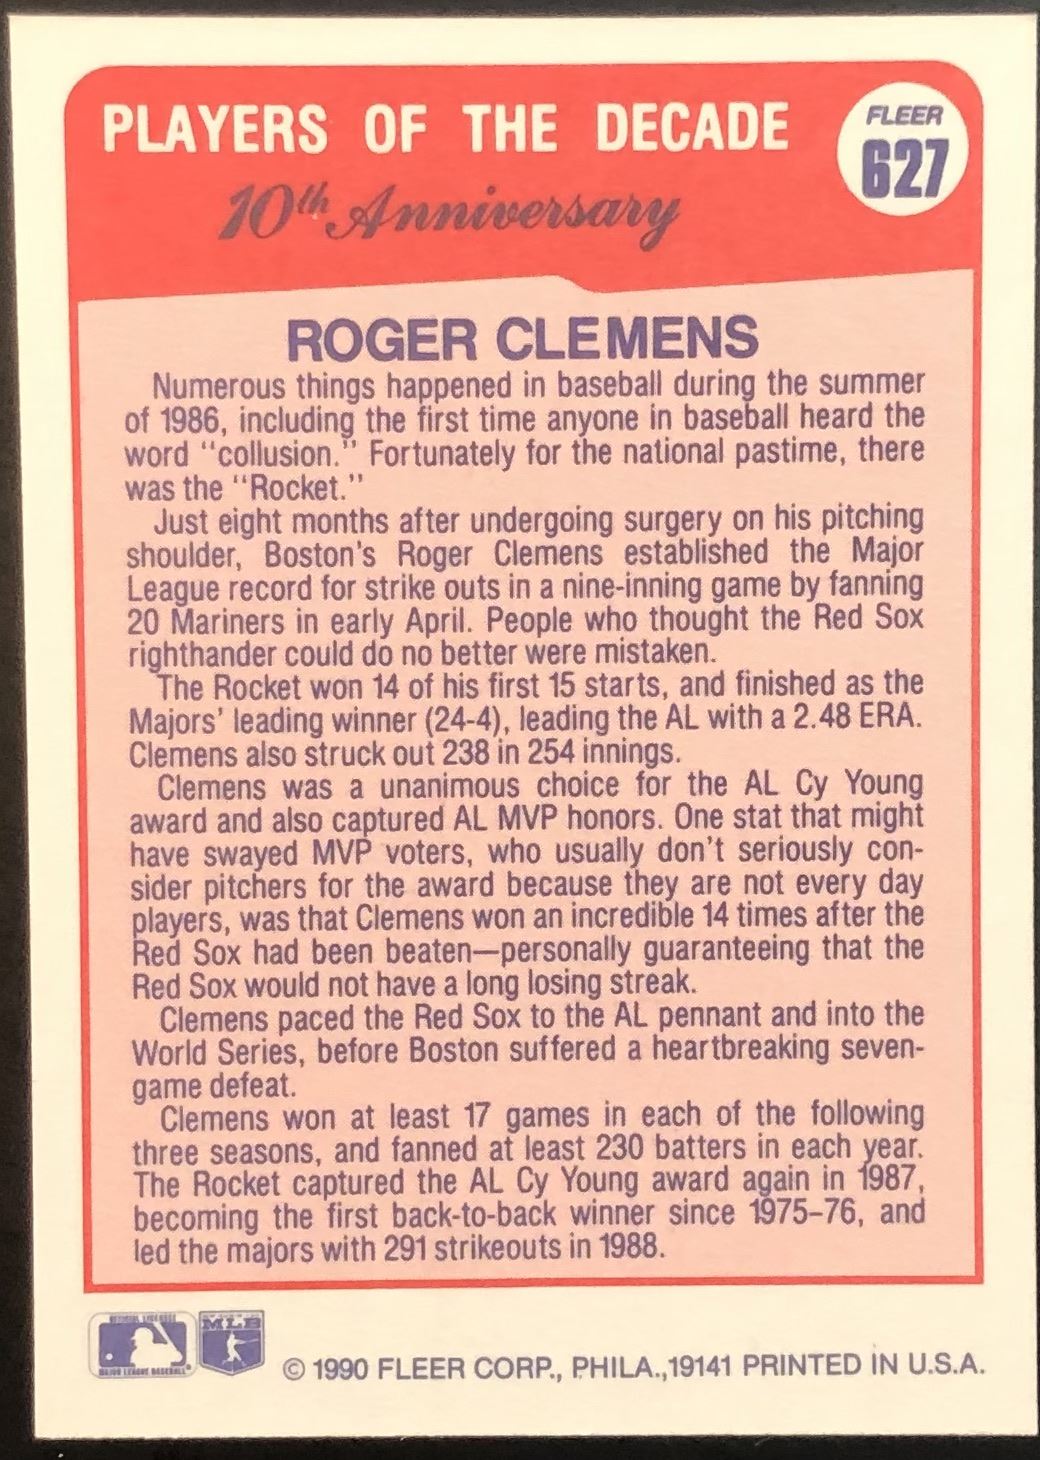 PLAYERS OF THE DECADE
FLEER
627
10th Anniversary
ROGER CLEMENS
Numerous things happened in baseball during the summer
of 1986, including the first time anyone in baseball heard the
word "collusion." Fortunately for the national pastime, there
was the "Rocket."
Just eight months after undergoing surgery on his pitching
shoulder, Boston's Roger Clemens established the Major
League record for strike outs in a nine-inning game by fanning
20 Mariners in early April. People who thought the Red Sox
righthander could do no better were mistaken.
The Rocket won 14 of his first 15 starts, and finished as the
Majors' leading winner (24-4), leading the AL with a 2.48 ERA.
Clemens also struck out 238 in 254 innings.
Clemens was a unanimous choice for the AL Cy Young
award and also captured AL MVP honors. One stat that might
have swayed MVP voters, who usually don't seriously con-
sider pitchers for the award because they are not every day
players, was that Clemens won an incredible 14 times after the
Red Sox had been beaten—personally guaranteeing that the
Red Sox would not have a long losing streak.
Clemens paced the Red Sox to the AL pennant and into the
World Series, before Boston suffered a heartbreaking seven-
game defeat.
Clemens won at least 17 games in each of the following
three seasons, and fanned at least 230 batters in each year.
The Rocket captured the AL Cy Young award again in 1987,
becoming the first back-to-back winner since 1975-76, and
led the majors with 291 strikeouts in 1988.
OFFICIAL LICENSEE
MAJOR LEAGUE BASEBALL
MLB
© 1990 FLEER CORP., PHILA.,19141 PRINTED IN U.S.A.